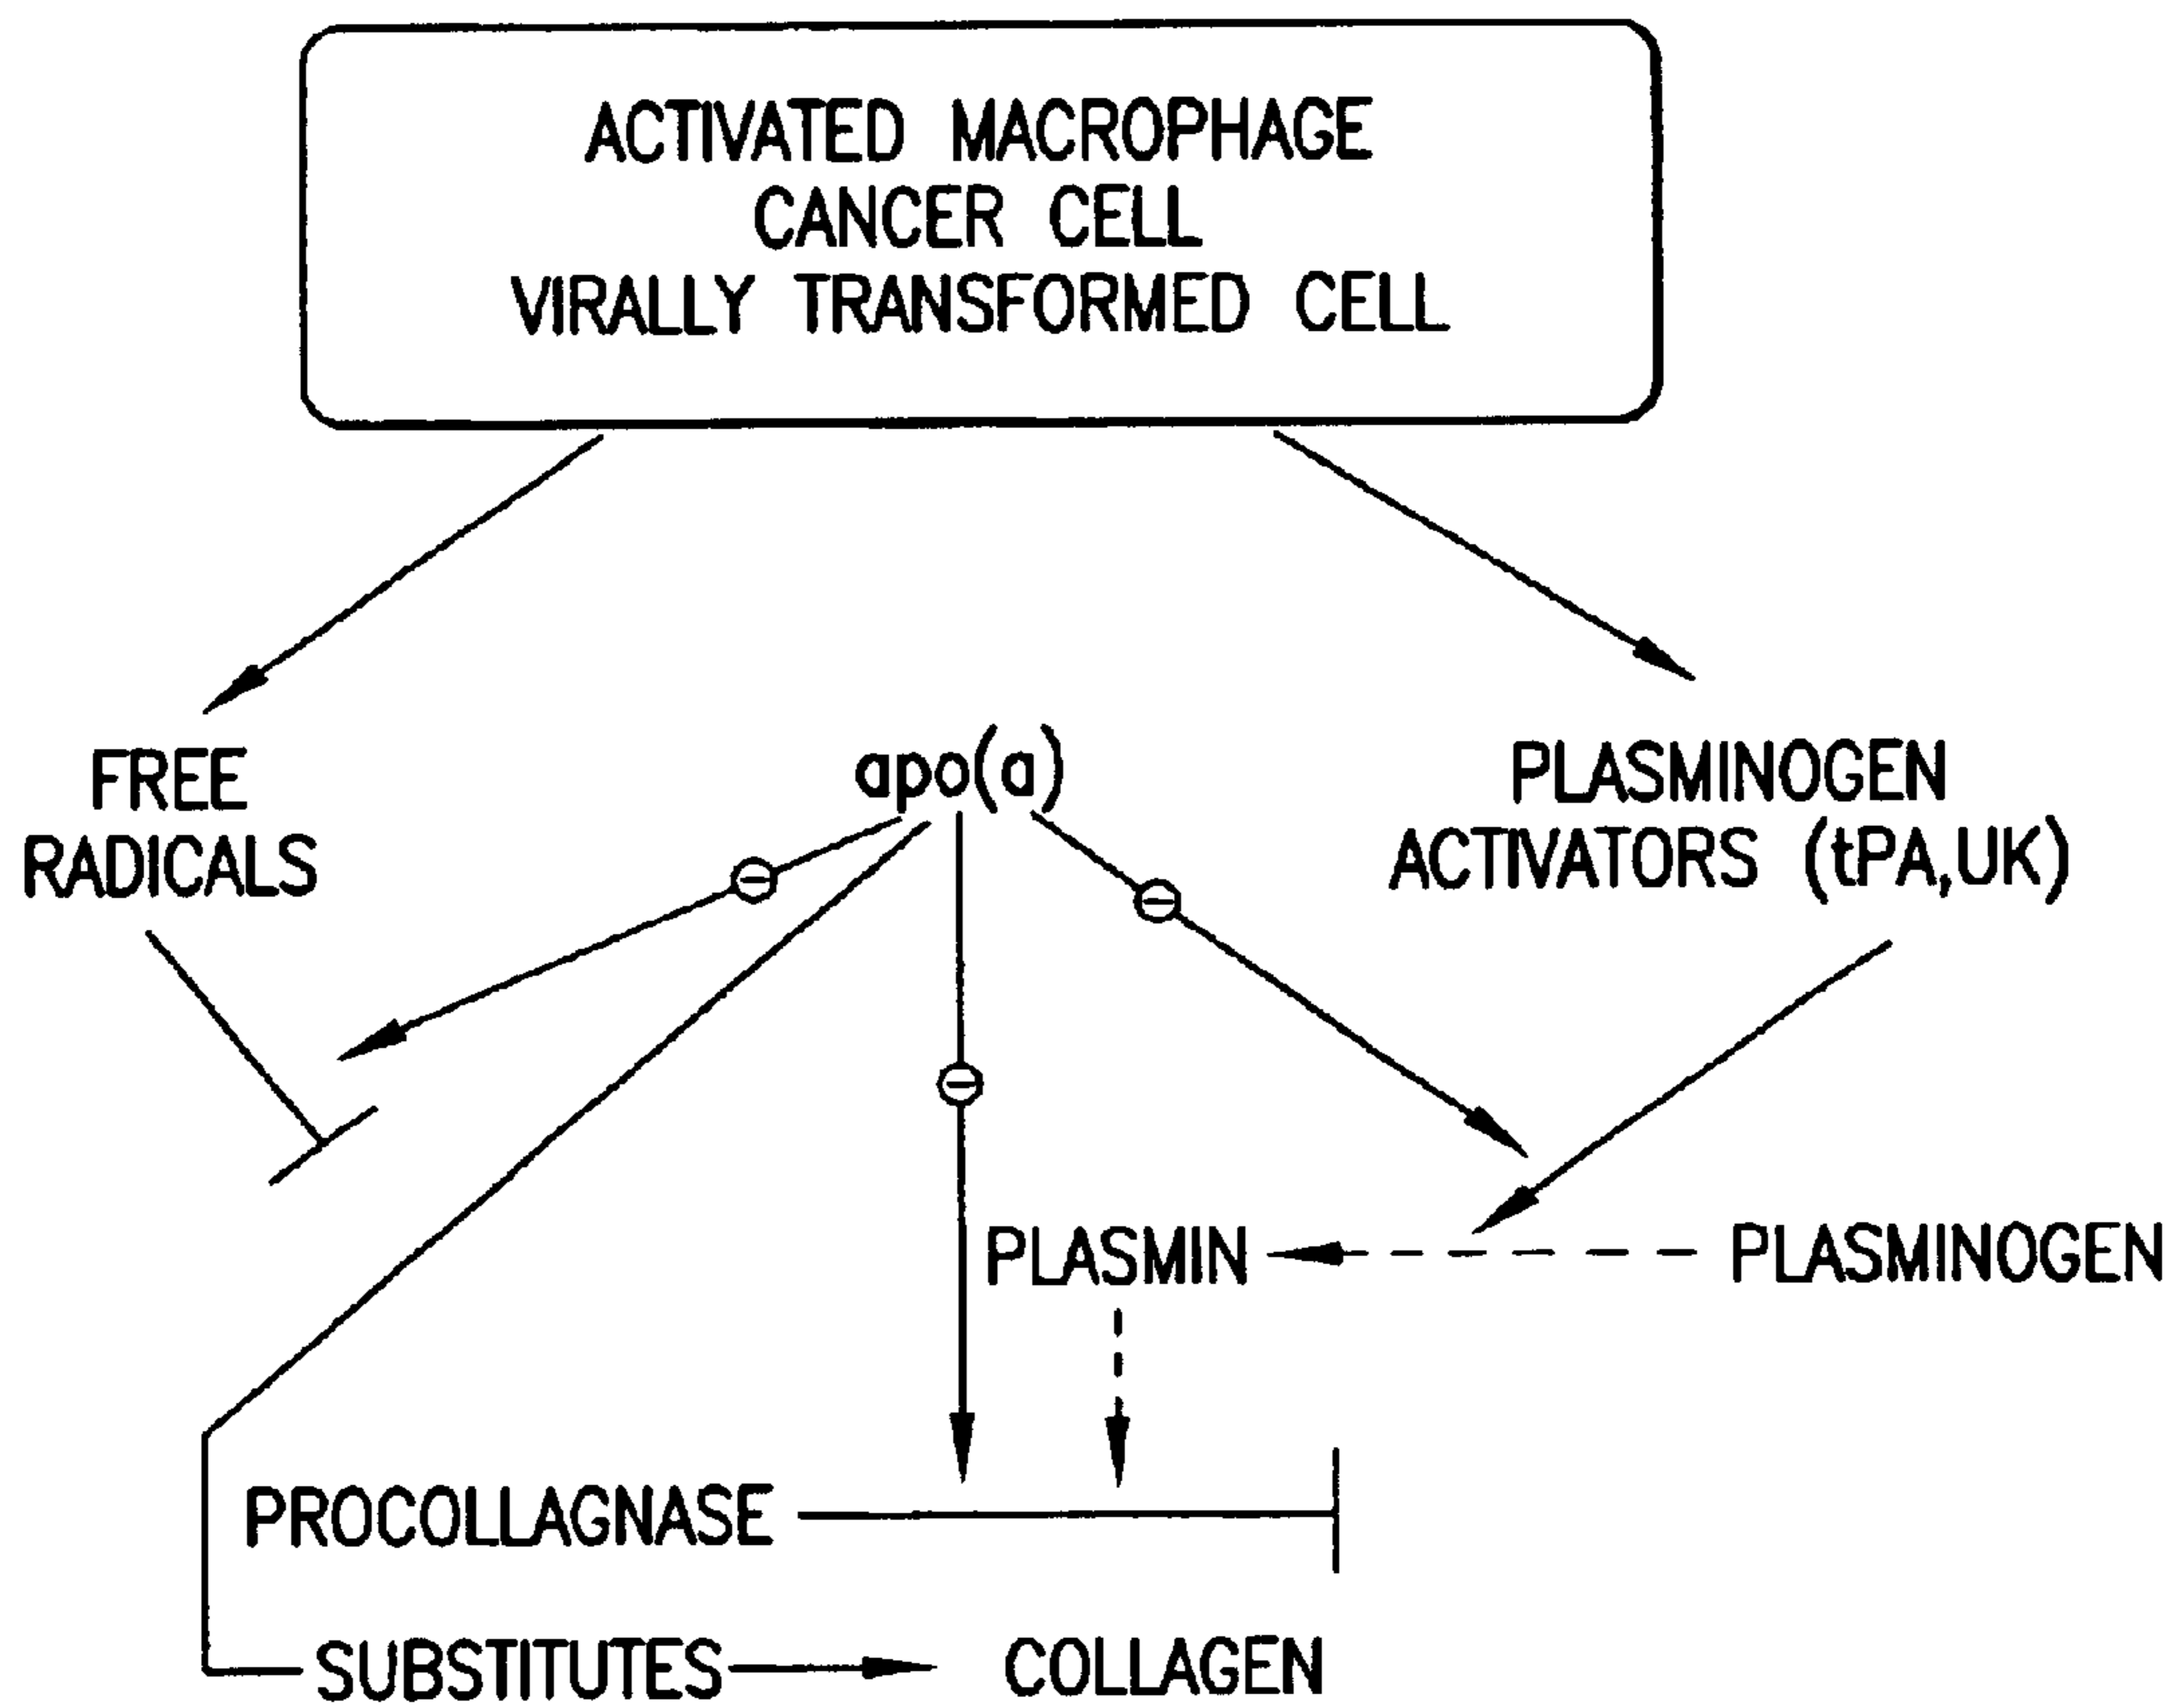 ACTIVATED MACROPHAGE
CANCER CELL
VIRALLY TRANSFORMED CELL
FREE
RADICALS
apo(a)
PLASMINOGEN
ACTIVATORS (tPA,UK)
PLASMIN
PLASMINOGEN
PROCOLLAGNASE
SUBSTITUTES
COLLAGEN